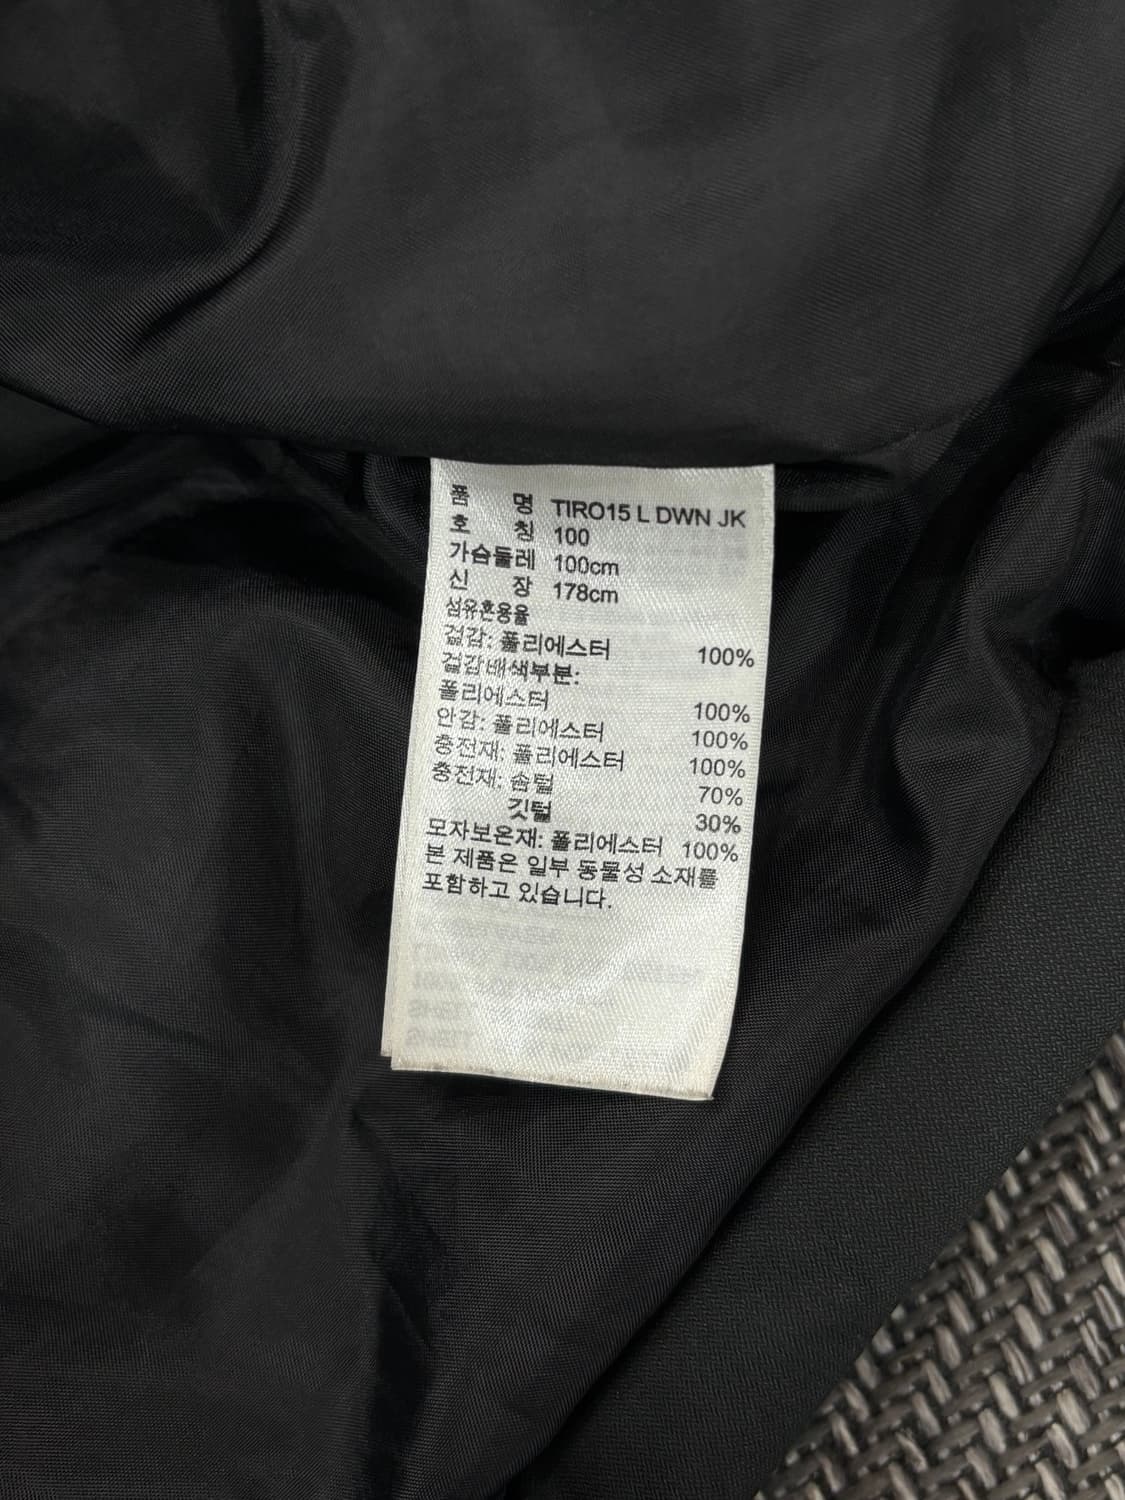 품 명 TIRO15 L DWN JK
호 칭 100
가슴둘레 100cm
신 장 178cm
섬유혼용율
겉감: 폴리에스터 100%
겉감배색부분:
폴리에스터 100%
안감: 폴리에스터 100%
충전재: 폴리에스터 100%
충전재: 솜털 70%
깃털 30%
모자보온재: 폴리에스터 100%
본 제품은 일부 동물성 소재를
포함하고 있습니다.